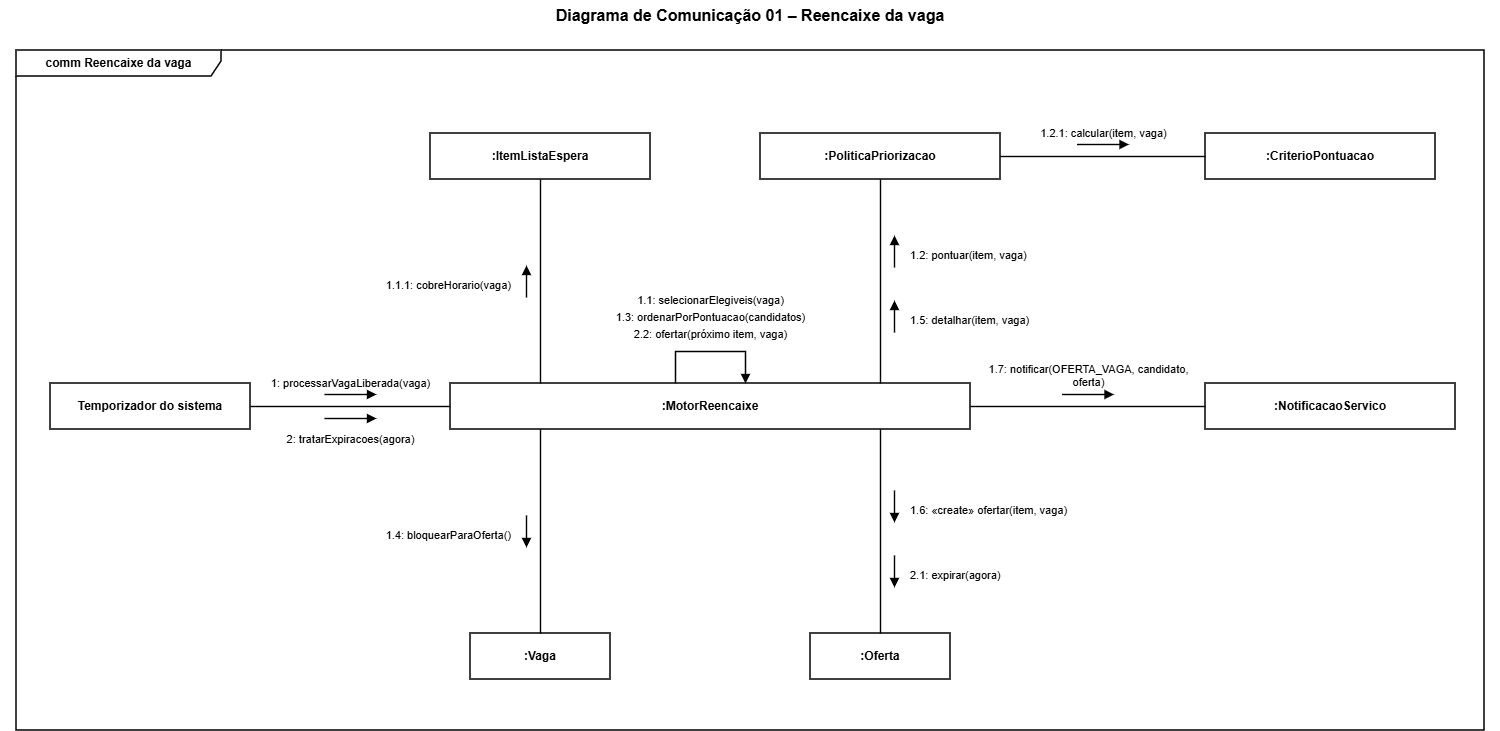 Diagrama de Comunicação 01 – Reencaixe da vaga
comm Reencaixe da vaga
:ItemListaEspera
:PoliticaPriorizacao
1.2.1: calcular(item, vaga)
:CriterioPontuacao
1.2: pontuar(item, vaga)
1.1.1: cobreHorario(vaga)
1.1: selecionarElegiveis(vaga)
1.3: ordenarPorPontuacao(candidatos)
2.2: ofertar(próximo item, vaga)
1.5: detalhar(item, vaga)
1: processarVagaLiberada(vaga)
1.7: notificar(OFERTA_VAGA, candidato,
oferta)
Temporizador do sistema
:MotorReencaixe
:NotificacaoServico
2: tratarExpiracoes(agora)
1.4: bloquearParaOferta()
1.6: «create» ofertar(item, vaga)
2.1: expirar(agora)
:Vaga
:Oferta